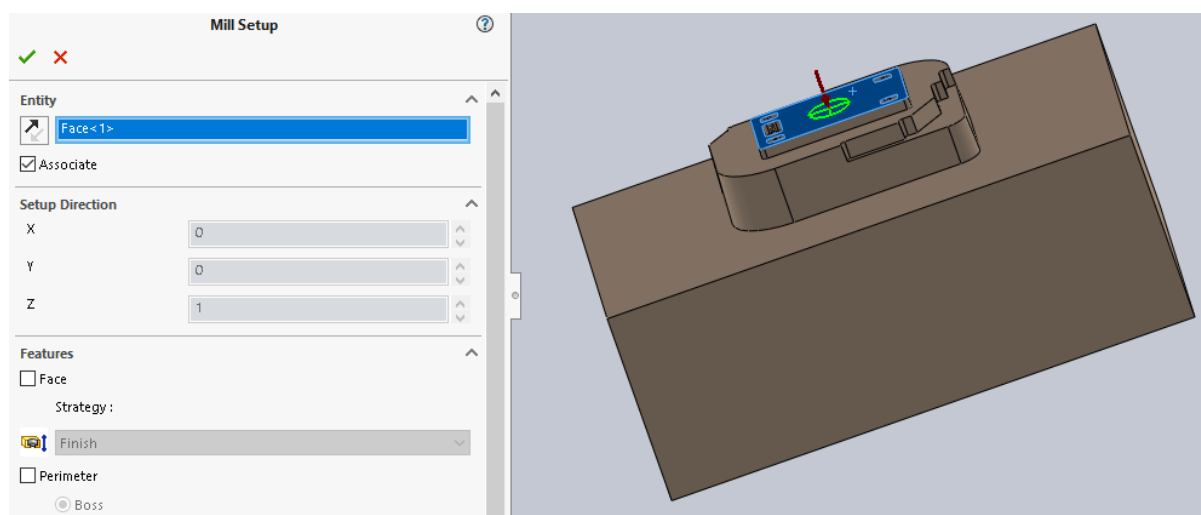 Mill Setup
Entity
Face<1>
Associate
Setup Direction
X
0
Y
0
Z
1
Features
Face
Strategy :
Finish
Perimeter
Boss